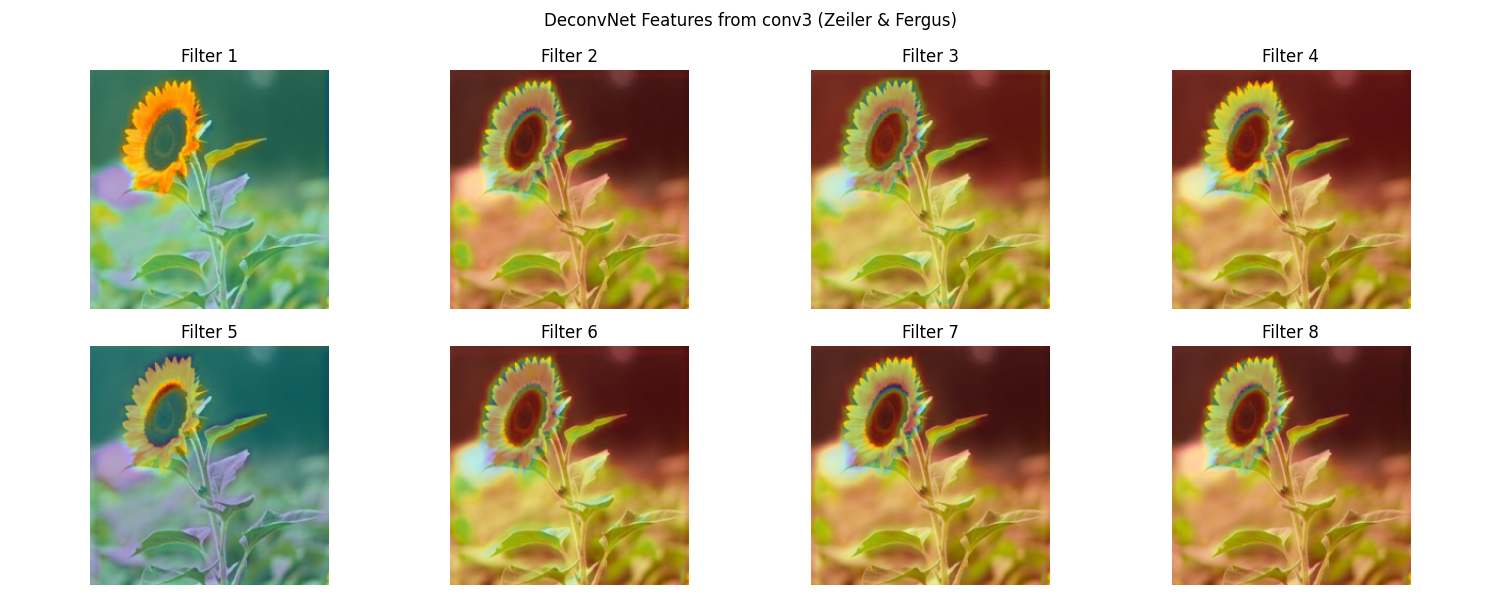 DeconvNet Features from conv3 (Zeiler & Fergus)
Filter 1
Filter 2
Filter 3
Filter 4
Filter 5
Filter 6
Filter 7
Filter 8